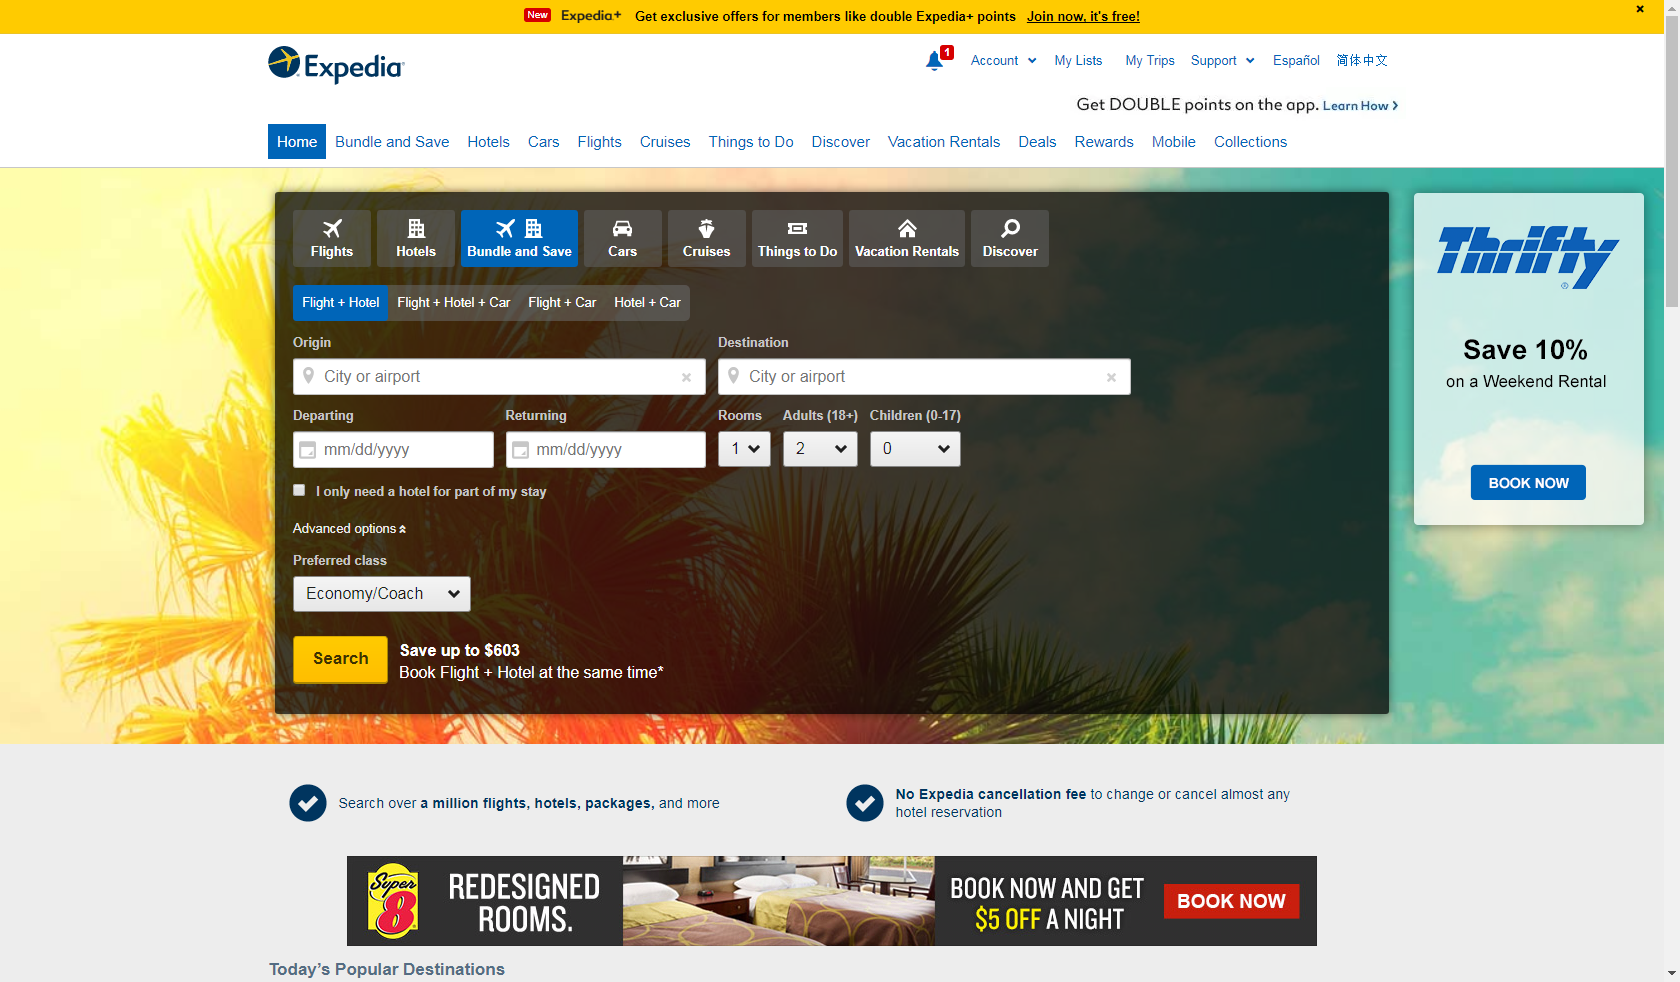 New Expedia+ Get exclusive offers for members like double Expedia+ points Join now, it's free!
Expedia
1 Account My Lists My Trips Support Español 简体中文
Get DOUBLE points on the app. Learn How >
Home Bundle and Save Hotels Cars Flights Cruises Things to Do Discover Vacation Rentals Deals Rewards Mobile Collections
Flights Hotels Bundle and Save Cars Cruises Things to Do Vacation Rentals Discover
Flight + Hotel Flight + Hotel + Car Flight + Car Hotel + Car
Origin Destination
City or airport City or airport
Departing Returning Rooms Adults (18+) Children (0-17)
mm/dd/yyyy mm/dd/yyyy 1 2 0
I only need a hotel for part of my stay
Advanced options
Preferred class
Economy/Coach
Search
Save up to $603
Book Flight + Hotel at the same time*
Thrifty
®
Save 10%
on a Weekend Rental
BOOK NOW
Search over a million flights, hotels, packages, and more
No Expedia cancellation fee to change or cancel almost any
hotel reservation
Super
8
REDESIGNED
ROOMS.
BOOK NOW AND GET
$5 OFF A NIGHT
BOOK NOW
Today’s Popular Destinations